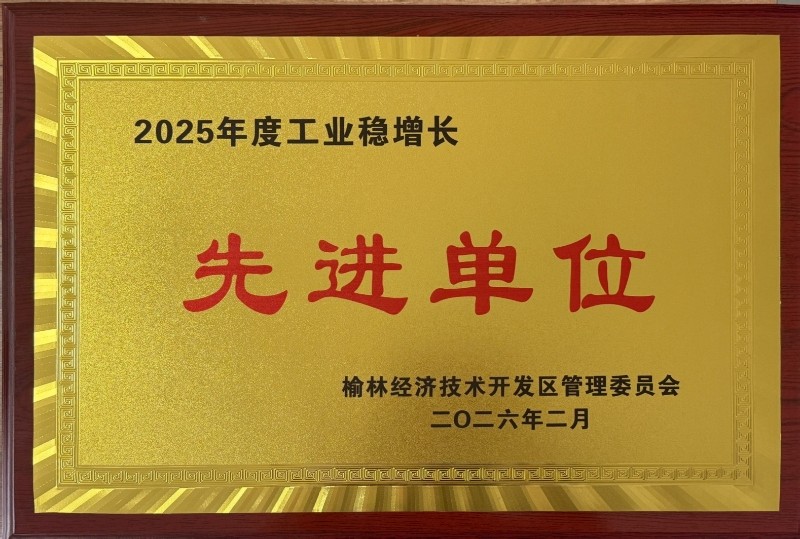 2025年度工业稳增长
先进单位
榆林经济技术开发区管理委员会
二〇二六年二月